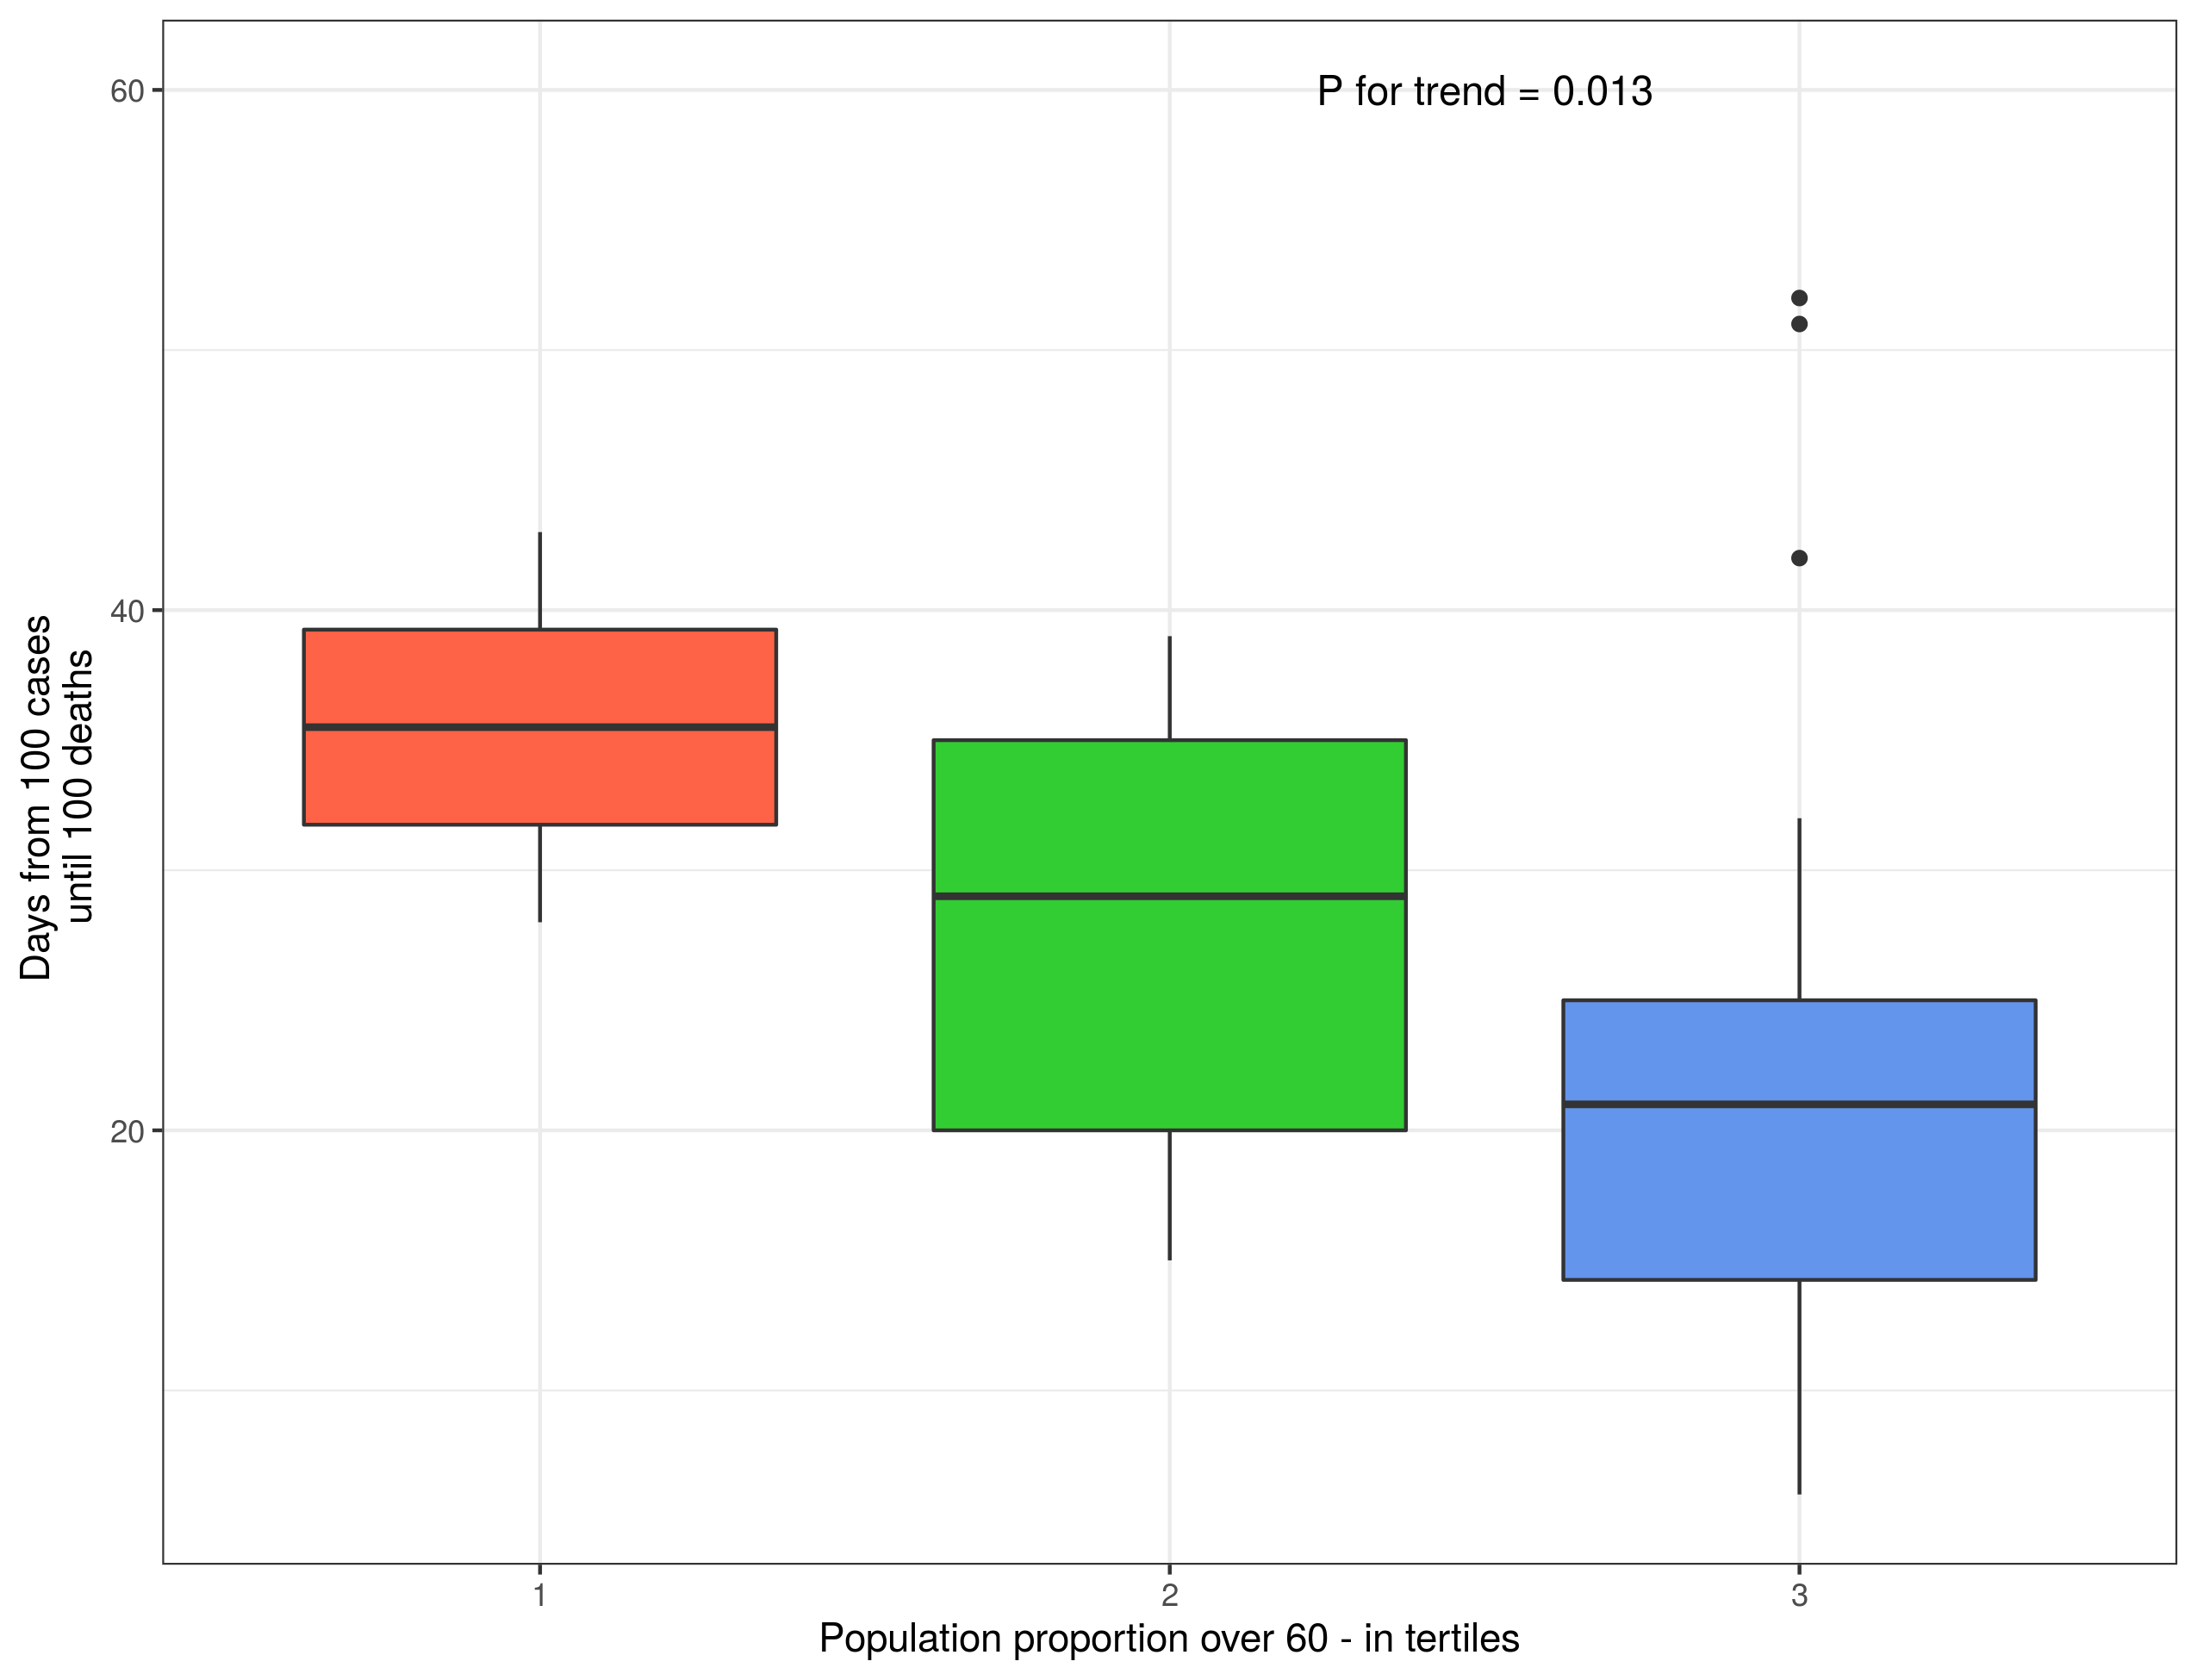 P for trend = 0.013
60
40
20
Days from 100 cases
until 100 deaths
1
2
3
Population proportion over 60 - in tertiles